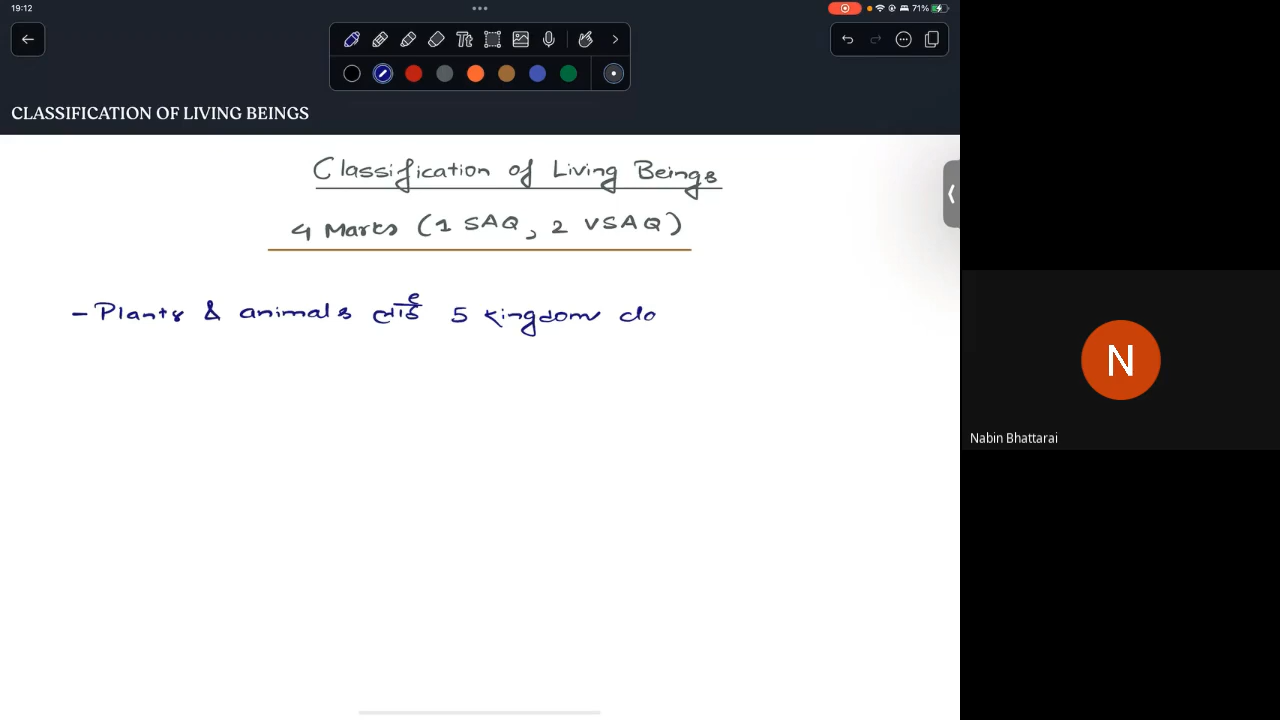 19:12
71%
Tt
CLASSIFICATION OF LIVING BEINGS
Classification of Living Beings
4 Marks (1 SAQ, 2 VSAQ)
- Plants & animals लाई 5 kingdom
N
Nabin Bhattarai